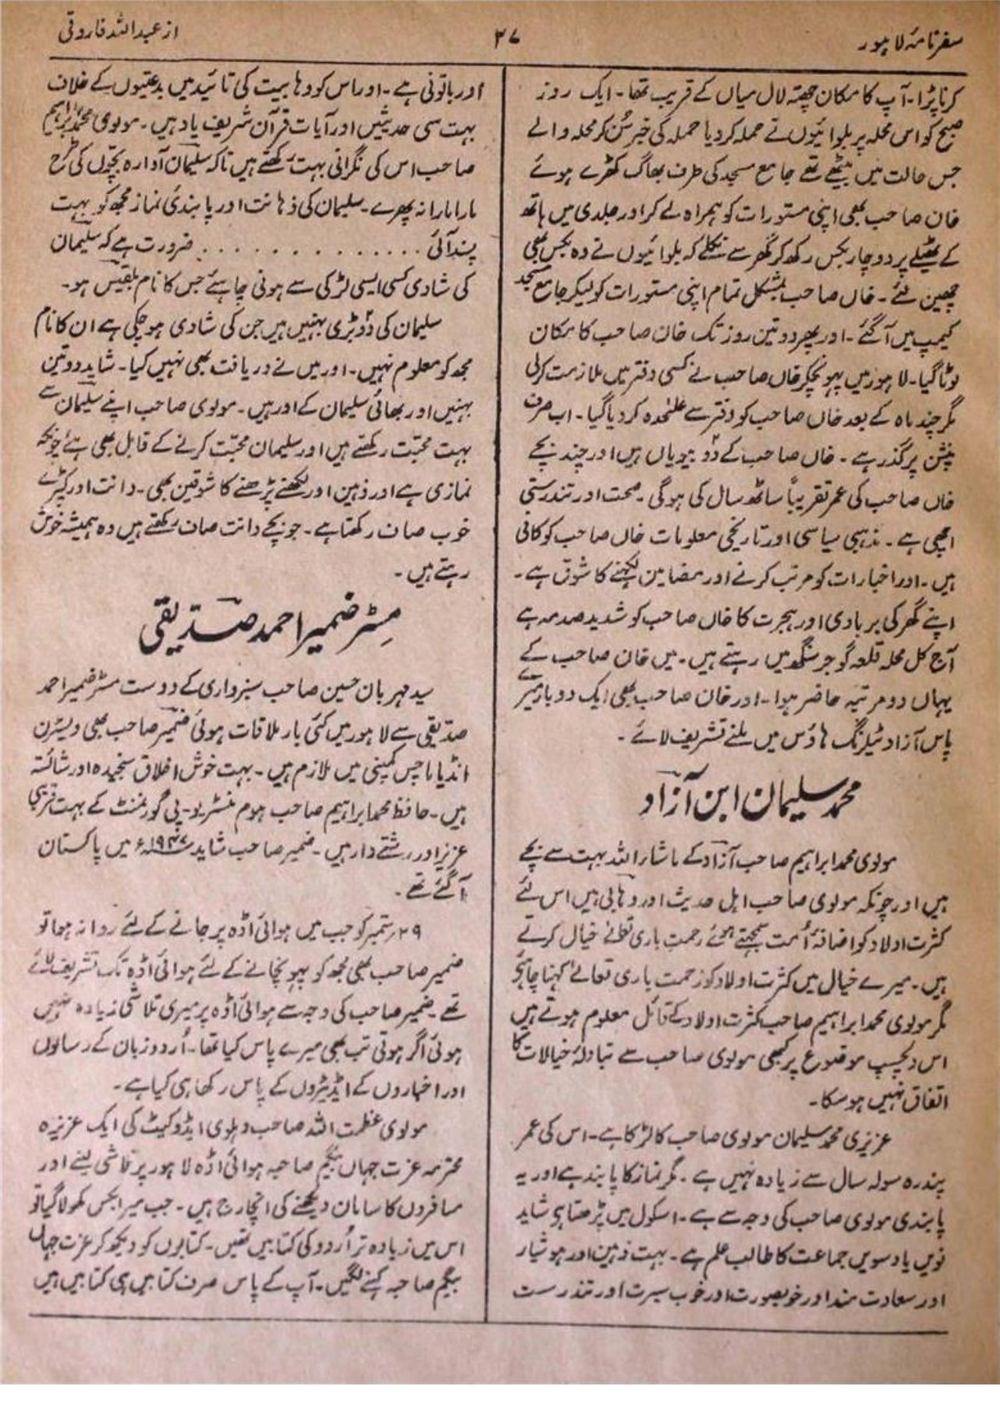 سفرنامۂ لاہور
۲۷
از عبداللہ فاروقی
کرنا پڑا۔ آپ کا مکان چھتہ لال میاں کے قریب تھا۔ ایک روز
صبح کو اس محلہ پر بلوائیوں نے حملہ کر دیا حملہ کی خبر سُن کر محلہ والے
جس حالت میں بیٹھے تھے جامع مسجد کی طرف بھاگ کھڑے ہوئے
خان صاحب بھی اپنی مستورات کو ہمراہ لے کر اور جلدی میں ہاتھ
کے ٹھیلے پر دو چار بکس رکھ کر گھر سے نکلے کہ بلوائیوں نے وہ بکس بھی
چھین لئے۔ خاں صاحب بمشکل تمام اپنی مستورات کو لیکر جامع مسجد
کیمپ میں آ گئے۔ اور پھر دو تین روز تک خان صاحب کا مکان
لوٹا گیا۔ لاہور میں پہونچکر خاں صاحب نے کسی دفتر میں ملازمت کرلی
مگر چند ماہ کے بعد خاں صاحب کو دفتر سے علیٰحدہ کر دیا گیا۔ اب صرف
پنشن پر گذر ہے۔ خاں صاحب کے دو بیویاں ہیں اور چند بچے
خاں صاحب کی عمر تقریباً ساٹھ سال کی ہوگی۔ صحت اور تندرستی
اچھی ہے۔ مذہبی سیاسی اور تاریخی معلومات خاں صاحب کو کافی
ہیں۔ اور اخبارات کو مرتب کرنے اور مضامین لکھنے کا شوق ہے۔
اپنے گھر کی بربادی اور ہجرت کا خاں صاحب کو شدید صدمہ ہے
آج کل محلہ قلعہ گوجر سنگھ میں رہتے ہیں۔ میں خان صاحب کے
یہاں دو مرتبہ حاضر ہوا۔ اور خان صاحب بھی ایک دو بار میرے
پاس آزاد ٹیلرنگ ہاؤس میں ملنے تشریف لائے۔
محمد سلیمان ابن آزاد
مولوی محمد ابراہیم صاحب آزاد کے ماشاء اللہ بہت سے بچے
ہیں اور چونکہ مولوی صاحب اہل حدیث اور وہابی ہیں اس لئے
کثرت اولاد کو اضافۂ اُمت سمجھتے ہوئے رحمت باری تعالےٰ خیال کرتے
ہیں۔ میرے خیال میں کثرت اولاد کو زحمت باری تعالےٰ کہنا چاہئے
مگر مولوی محمد ابراہیم صاحب کثرت اولاد کے قائل معلوم ہوتے ہیں
اس دلچسپ موضوع پر کبھی مولوی صاحب سے تبادلۂ خیالات کا
اتفاق نہیں ہو سکا۔
عزیزی محمد سلیمان مولوی صاحب کا لڑکا ہے۔ اس کی عمر
پندرہ سولہ سال سے زیادہ نہیں ہے۔ مگر نماز کا پابند ہے اور یہ
پابندی مولوی صاحب کی وجہ سے ہے۔ اسکول میں پڑھتا ہے شاید
نویں یا دسویں جماعت کا طالب علم ہے۔ بہت ذہین اور ہوشیار
اور سعادت مند اور خوبصورت اور خوب سیرت اور تندرست
اور باتونی ہے۔ اور اس کو وہابیت کی تائید میں بدعتیوں کے خلاف
بہت سی حدیثیں اور آیات قرآن شریف یاد ہیں۔ مولوی محمد ابراہیم
صاحب اس کی نگرانی بہت رکھتے ہیں تاکہ سلیمان آوارہ بچوں کی طرح
مارا مارا نہ پھرے۔ سلیمان کی ذہانت اور پابندیٔ نماز مجھ کو بہت
پسند آئی . . . . . . . . . . . . ضرورت ہے کہ سلیمان
کی شادی کسی ایسی لڑکی سے ہونی چاہئے جس کا نام بلقیس ہو۔
سلیمان کی دو بڑی بہنیں ہیں جن کی شادی ہو چکی ہے ان کا نام
مجھ کو معلوم نہیں۔ اور میں نے دریافت بھی نہیں کیا۔ شاید دو تین
بہنیں اور بھائی سلیمان کے اور ہیں۔ مولوی صاحب اپنے سلیمان سے
بہت محبّت رکھتے ہیں اور سلیمان محبّت کرنے کے قابل بھی ہے چونکہ
نمازی ہے اور ذہین اور لکھنے پڑھنے کا شوقین بھی۔ دانت اور کپڑے
خوب صاف رکھتا ہے۔ جو بچے دانت صاف رکھتے ہیں وہ ہمیشہ خوش
رہتے ہیں۔
مسٹر ضمیر احمد صدیقی
سید مہربان حسین صاحب سبزواری کے دوست مسٹر ضمیر احمد
صدیقی سے لاہور میں کئی بار ملاقات ہوئی ضمیر صاحب بھی ویسٹرن
انڈیا ماچس کمپنی میں ملازم ہیں۔ بہت خوش اخلاق سنجیدہ اور شائستہ
ہیں۔ حافظ محمد ابراہیم صاحب ہوم منسٹر یو۔پی گورنمنٹ کے بہت قریبی
عزیز اور رشتے دار ہیں۔ ضمیر صاحب شاید ۱۹۴۷ء میں پاکستان
آ گئے تھے۔
۲۹ ستمبر کو جب میں ہوائی اڈہ پر جانے کے لئے روانہ ہوا تو
ضمیر صاحب بھی مجھ کو پہونچانے کے لئے ہوائی اڈہ تک تشریف لائے
تھے۔ ضمیر صاحب کی وجہ سے ہوائی اڈہ پر میری تلاشی زیادہ نہیں
ہوئی اگر ہوتی تب بھی میرے پاس کیا تھا۔ اُردو زبان کے رسالوں
اور اخباروں کے ایڈیٹروں کے پاس رکھا ہی کیا ہے۔
مولوی عظمت اللہ صاحب دہلوی ایڈوکیٹ کی ایک عزیزہ
محترمہ عزت جہاں بیگم صاحبہ ہوائی اڈہ لاہور پر تلاشی لینے اور
مسافروں کا سامان دیکھنے کی انچارج ہیں۔ جب میرا بکس کھولا گیا تو
اس میں زیادہ تر اُردو کی کتابیں تھیں۔ کتابوں کو دیکھ کر عزت جہاں
بیگم صاحبہ کہنے لگیں۔ آپ کے پاس صرف کتابیں ہی کتابیں ہیں